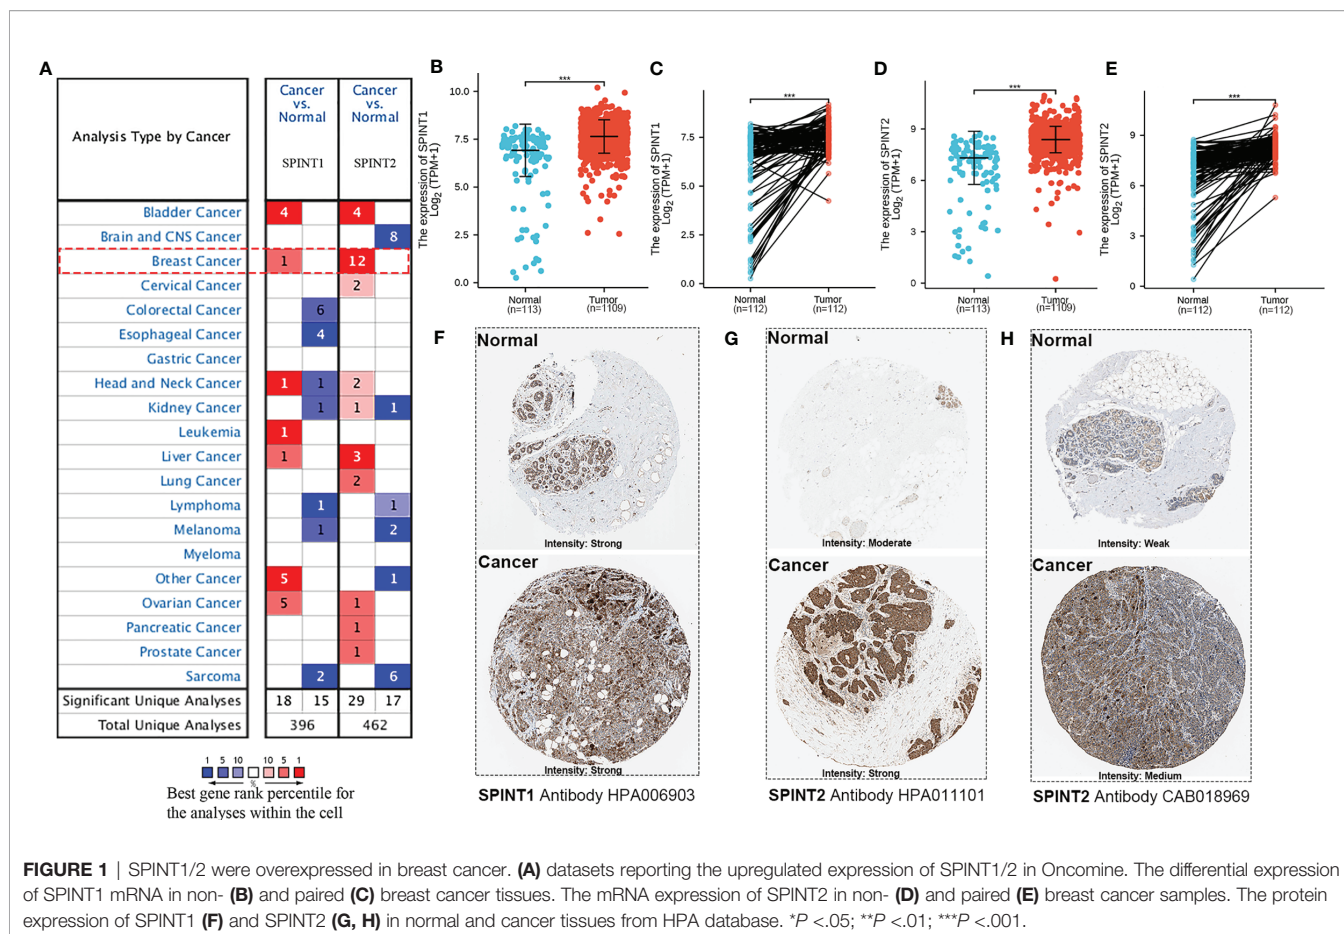 A
Analysis Type by Cancer
Cancer vs. Normal
Cancer vs. Normal
SPINT1
SPINT2
Bladder Cancer 4 4
Brain and CNS Cancer 8
Breast Cancer 1 12
Cervical Cancer 2
Colorectal Cancer 6
Esophageal Cancer 4
Gastric Cancer
Head and Neck Cancer 1 1 2
Kidney Cancer 1 1 1
Leukemia 1
Liver Cancer 1 3
Lung Cancer 2
Lymphoma 1 1
Melanoma 1 2
Myeloma
Other Cancer 5 1
Ovarian Cancer 5 1
Pancreatic Cancer 1
Prostate Cancer 1
Sarcoma 2 6
Significant Unique Analyses 18 15 29 17
Total Unique Analyses 396 462
1 5 10 10 5 1
%
Best gene rank percentile for
the analyses within the cell
B
The expression of SPINT1
Log2 (TPM+1)
10.0
7.5
5.0
2.5
0.0
***
Normal
(n=113)
Tumor
(n=1109)
C
The expression of SPINT1
Log2 (TPM+1)
7.5
5.0
2.5
0.0
***
Normal
(n=112)
Tumor
(n=112)
D
The expression of SPINT2
Log2 (TPM+1)
9
6
3
0
***
Normal
(n=113)
Tumor
(n=1109)
E
The expression of SPINT2
Log2 (TPM+1)
9
6
3
0
***
Normal
(n=112)
Tumor
(n=112)
F
Normal
Intensity: Strong
Cancer
Intensity: Strong
SPINT1 Antibody HPA006903
G
Normal
Intensity: Moderate
Cancer
Intensity: Strong
SPINT2 Antibody HPA011101
H
Normal
Intensity: Weak
Cancer
Intensity: Medium
SPINT2 Antibody CAB018969
FIGURE 1 | SPINT1/2 were overexpressed in breast cancer. (A) datasets reporting the upregulated expression of SPINT1/2 in Oncomine. The differential expression
of SPINT1 mRNA in non- (B) and paired (C) breast cancer tissues. The mRNA expression of SPINT2 in non- (D) and paired (E) breast cancer samples. The protein
expression of SPINT1 (F) and SPINT2 (G, H) in normal and cancer tissues from HPA database. *P <.05; **P <.01; ***P <.001.